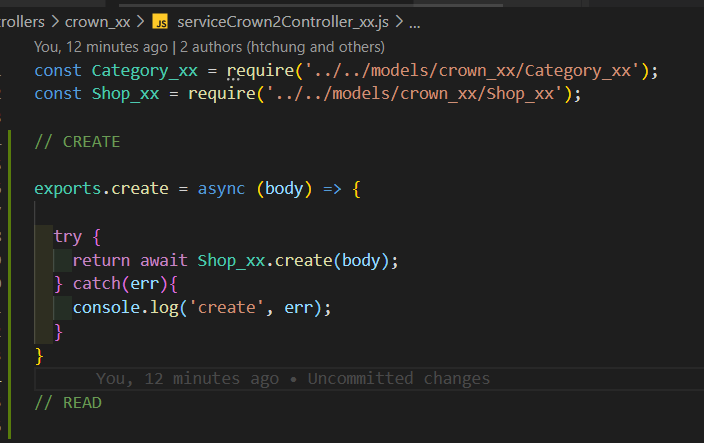 trollers > crown_xx > JS serviceCrown2Controller_xx.js > ...
You, 12 minutes ago | 2 authors (htchung and others)
const Category_xx = require('../../models/crown_xx/Category_xx');
const Shop_xx = require('../../models/crown_xx/Shop_xx');
// CREATE
exports.create = async (body) => {
try {
return await Shop_xx.create(body);
} catch(err){
console.log('create', err);
}
}
You, 12 minutes ago • Uncommitted changes
// READ